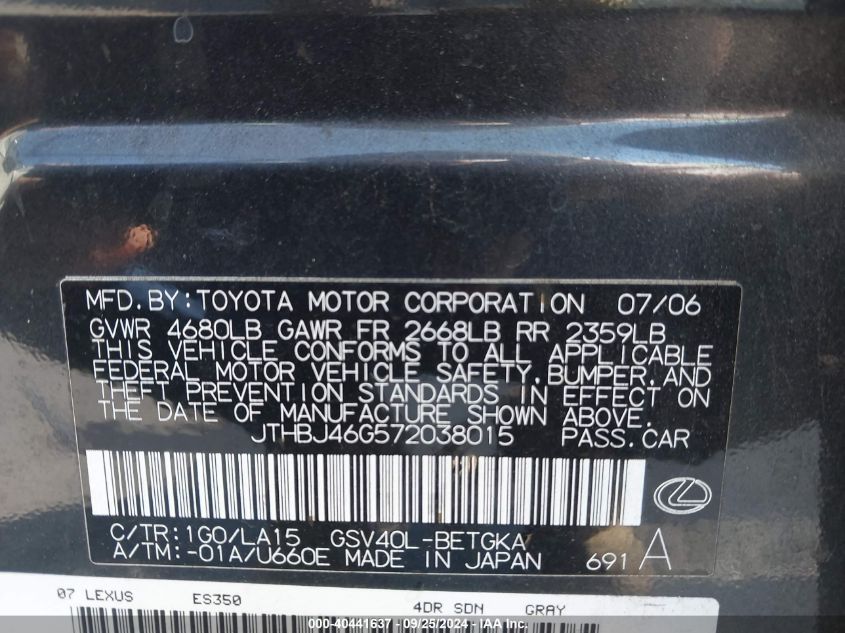 MFD. BY: TOYOTA MOTOR CORPORATION 07/06
GVWR 4680LB GAWR FR 2668LB RR 2359LB
THIS VEHICLE CONFORMS TO ALL APPLICABLE
FEDERAL MOTOR VEHICLE SAFETY, BUMPER, AND
THEFT PREVENTION STANDARDS IN EFFECT ON
THE DATE OF MANUFACTURE SHOWN ABOVE.
JTHBJ46G572038015 PASS. CAR
C/TR: 1G0/LA15 GSV40L-BETGKA
A/TM: -01A/U660E MADE IN JAPAN 691 A
07 LEXUS ES350 4DR SDN GRAY
000-40441637 - 09/25/2024 - IAA Inc.